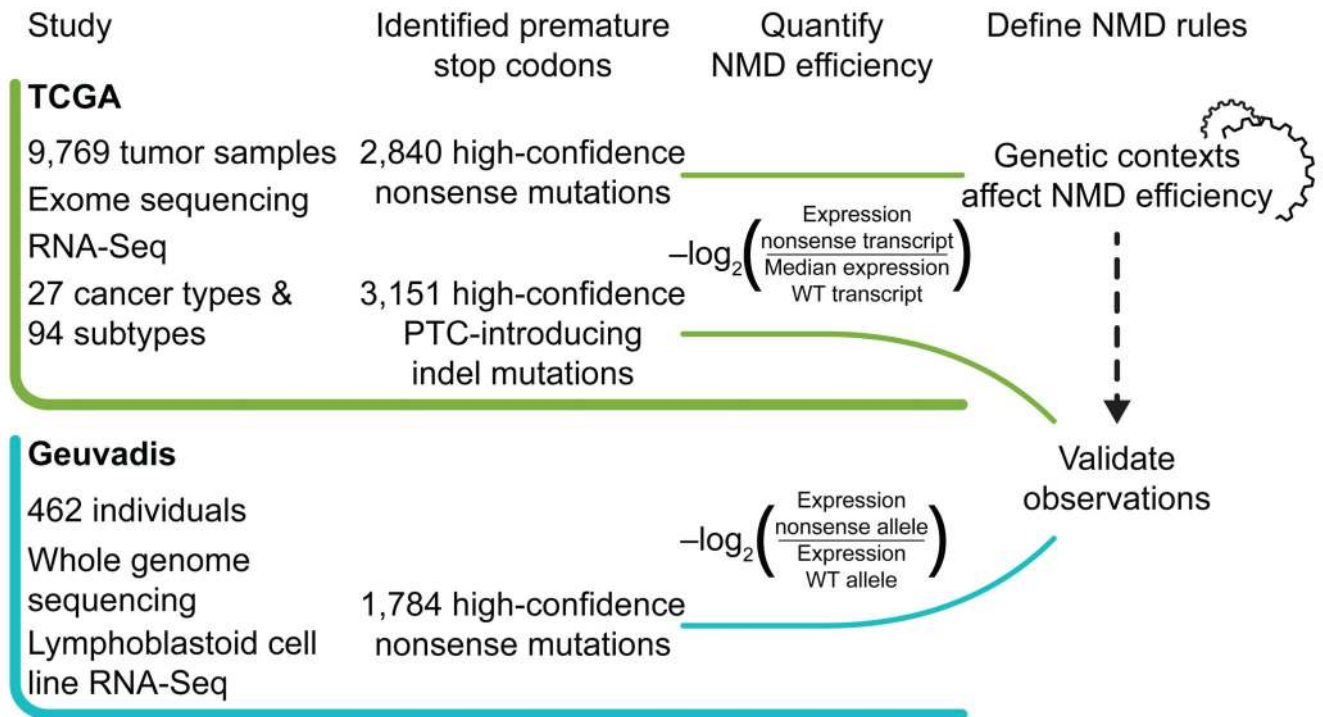 Study
Identified premature
stop codons
Quantify
NMD efficiency
Define NMD rules
TCGA
9,769 tumor samples
Exome sequencing
RNA-Seq
27 cancer types &
94 subtypes
2,840 high-confidence
nonsense mutations
3,151 high-confidence
PTC-introducing
indel mutations
–log2(
Expression
nonsense transcript
Median expression
WT transcript
)
Genetic contexts
affect NMD efficiency
Validate
observations
Geuvadis
462 individuals
Whole genome
sequencing
Lymphoblastoid cell
line RNA-Seq
1,784 high-confidence
nonsense mutations
–log2(
Expression
nonsense allele
Expression
WT allele
)